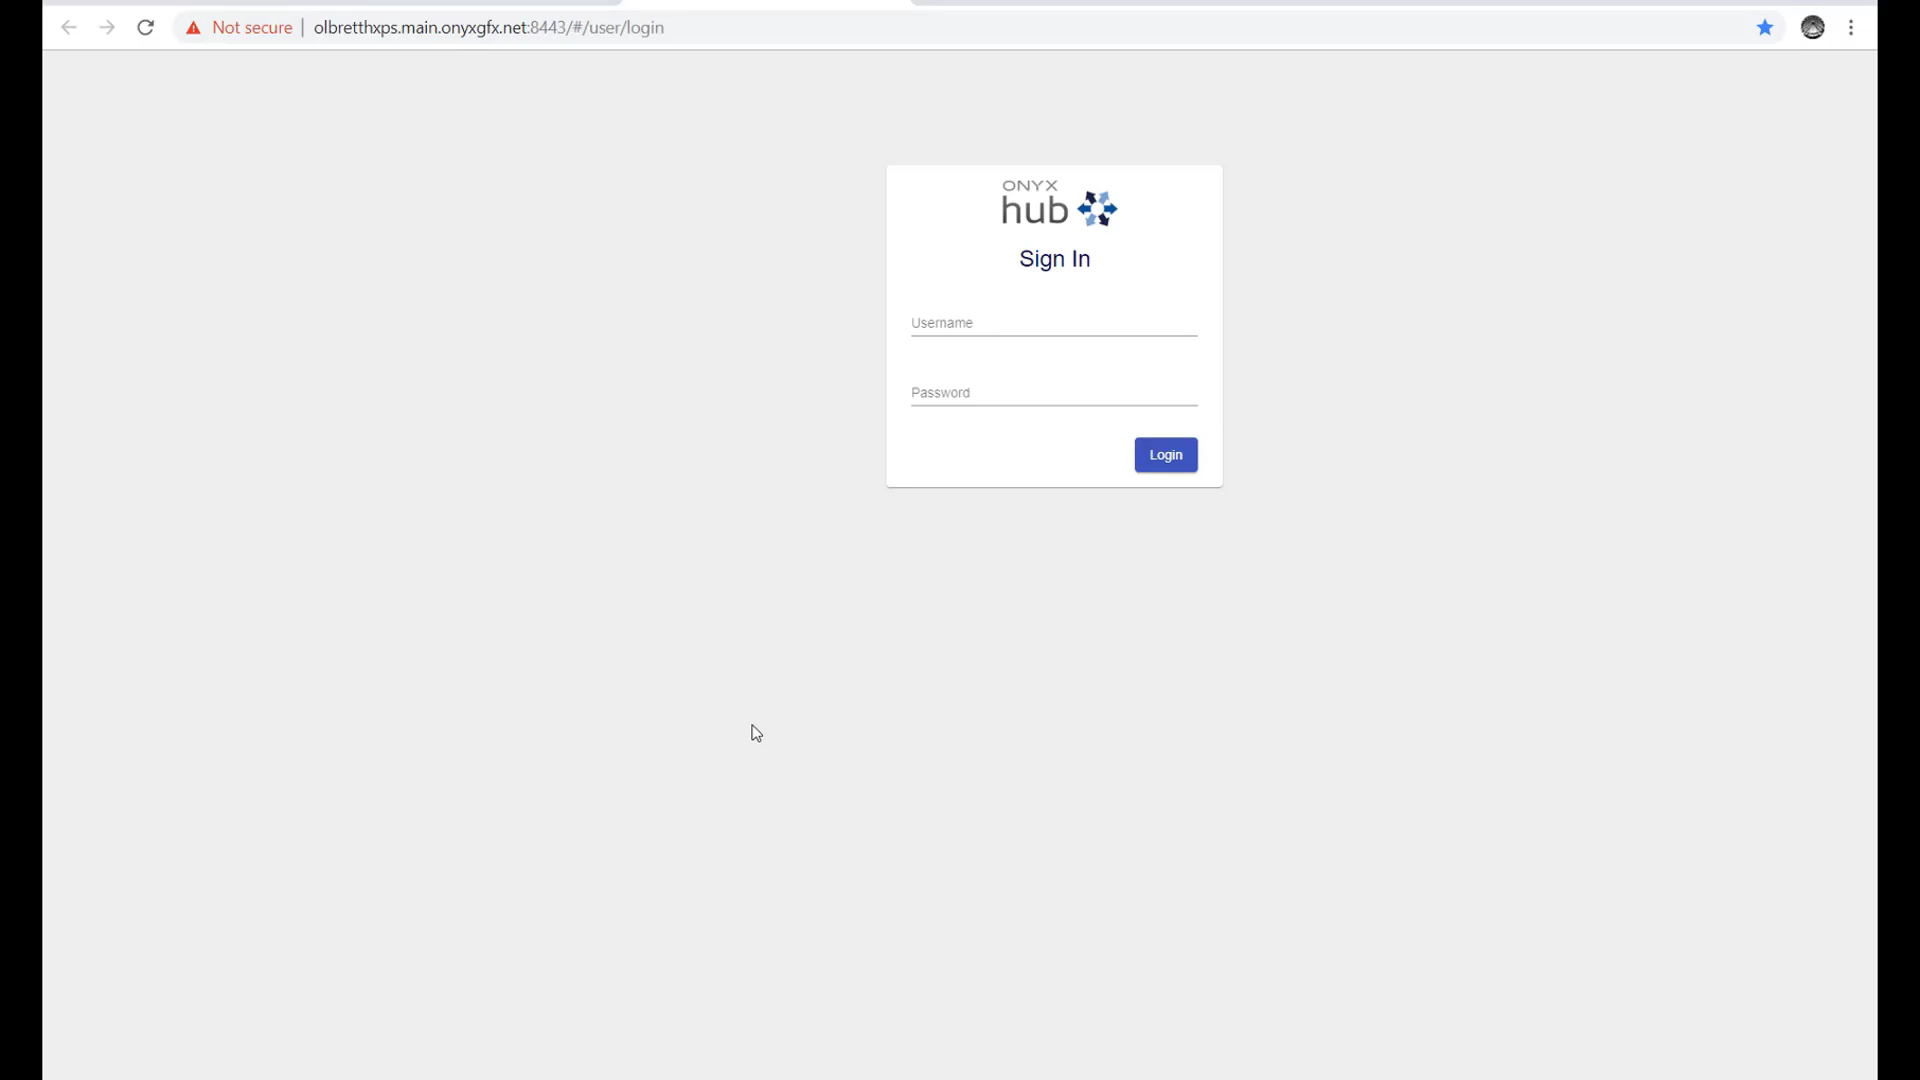 Not secure | olbretthxps.main.onyxgfx.net:8443/#/user/login
ONYX
hub
Sign In
Username
Password
Login